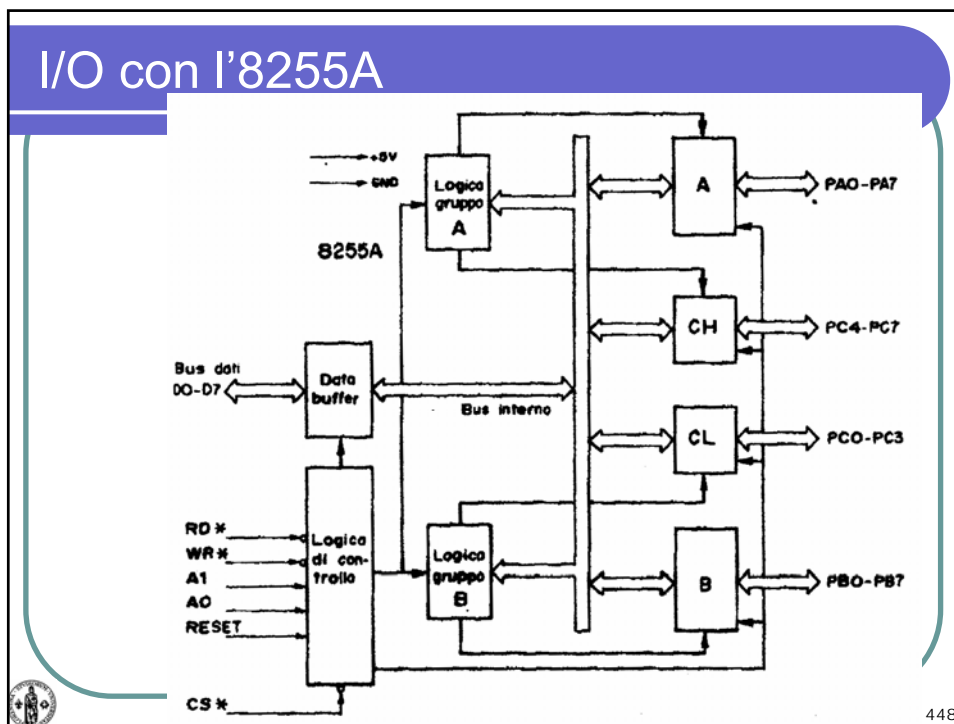 I/O con l'8255A
+5V
GND
8255A
Logica
gruppo
A
A
PA0-PA7
CH
PC4-PC7
Bus dati
D0-D7
Data
buffer
Bus interno
CL
PC0-PC3
RD*
WR*
A1
A0
RESET
CS*
Logica
di con-
trollo
Logica
gruppo
B
B
PB0-PB7
448